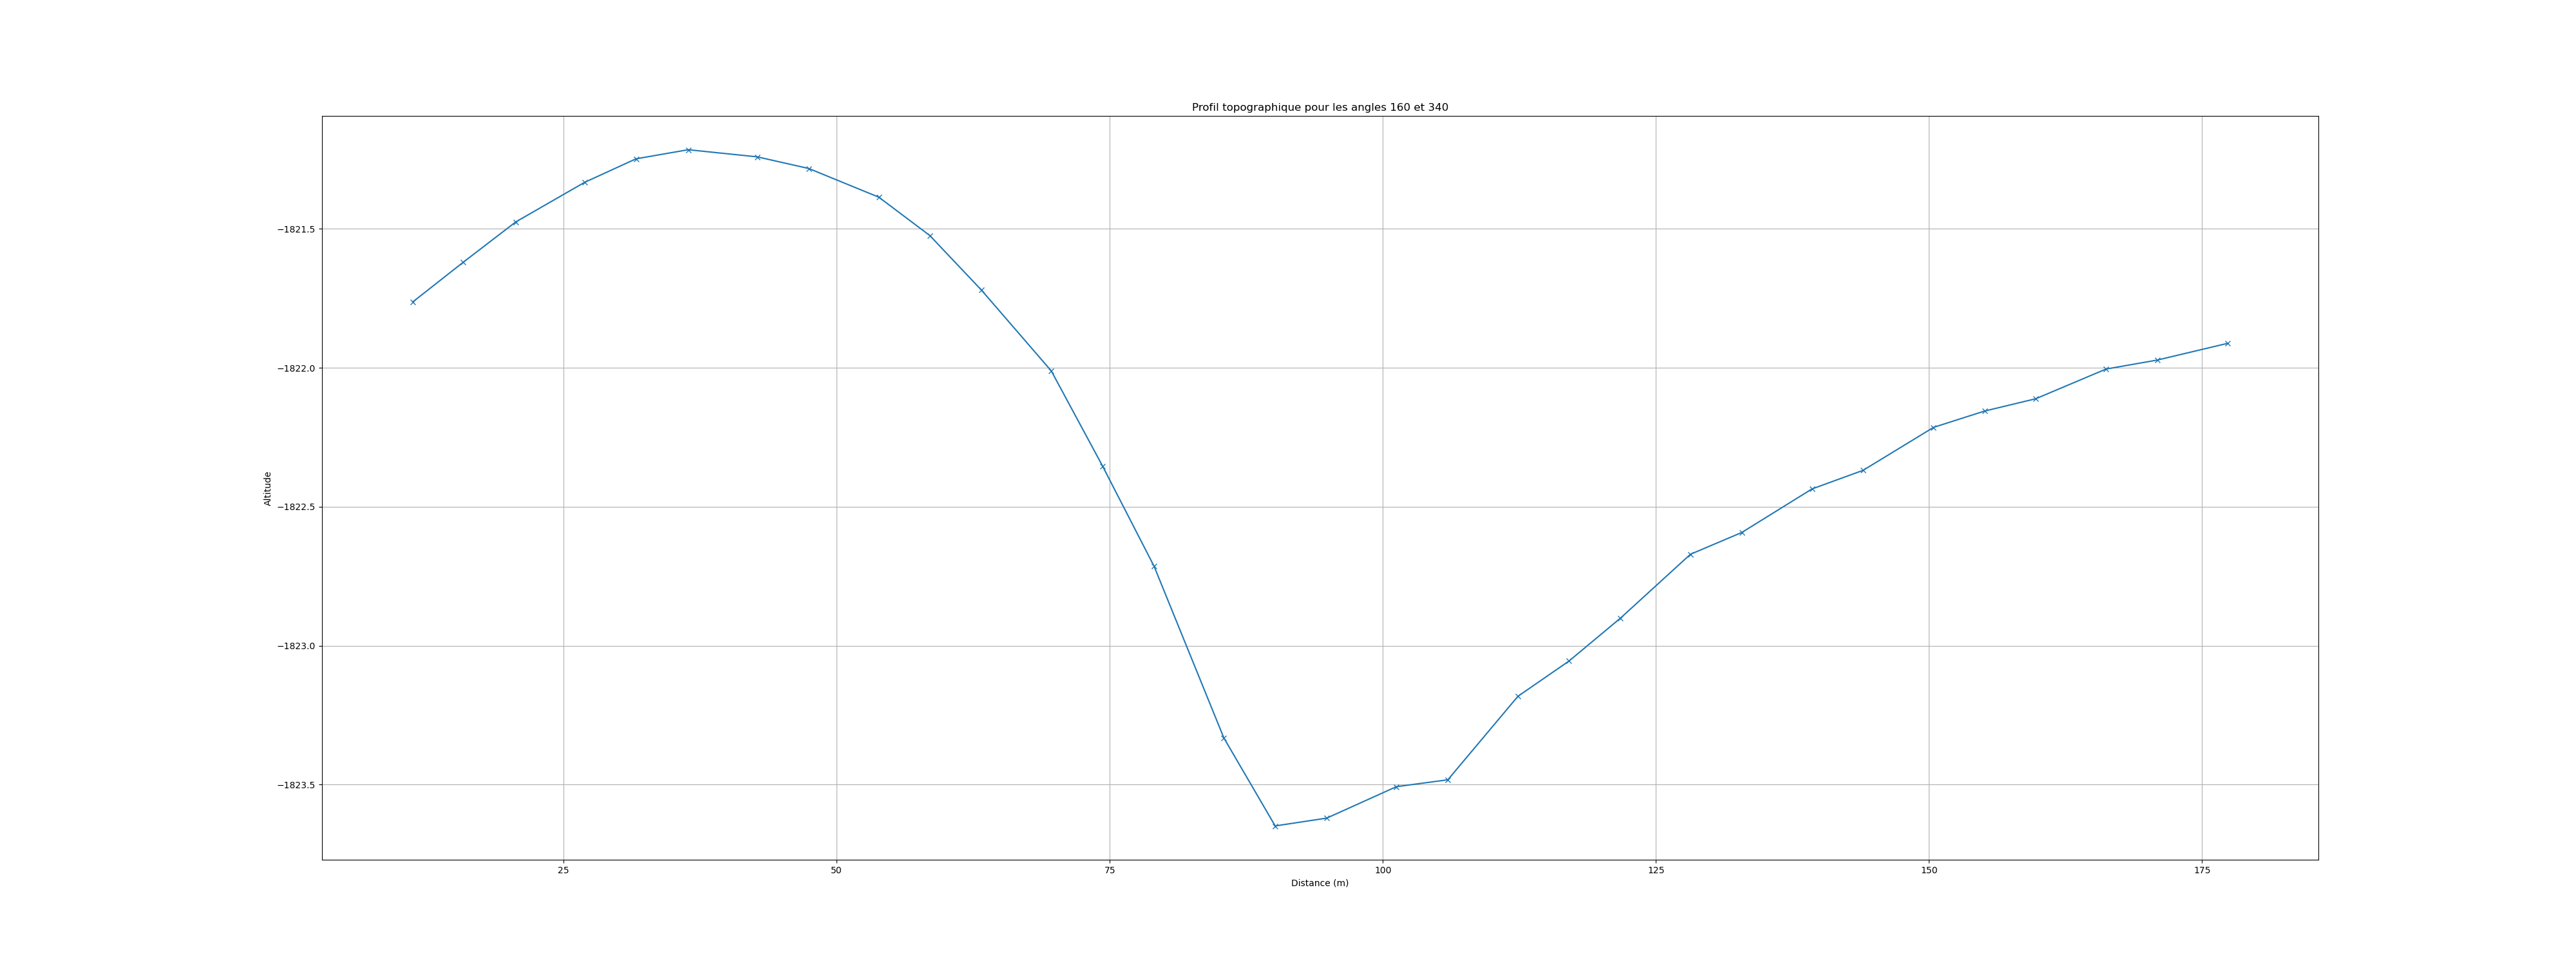 Profil topographique pour les angles 160 et 340
Altitude
−1821.5
−1822.0
−1822.5
−1823.0
−1823.5
25 50 75 100 125 150 175
Distance (m)